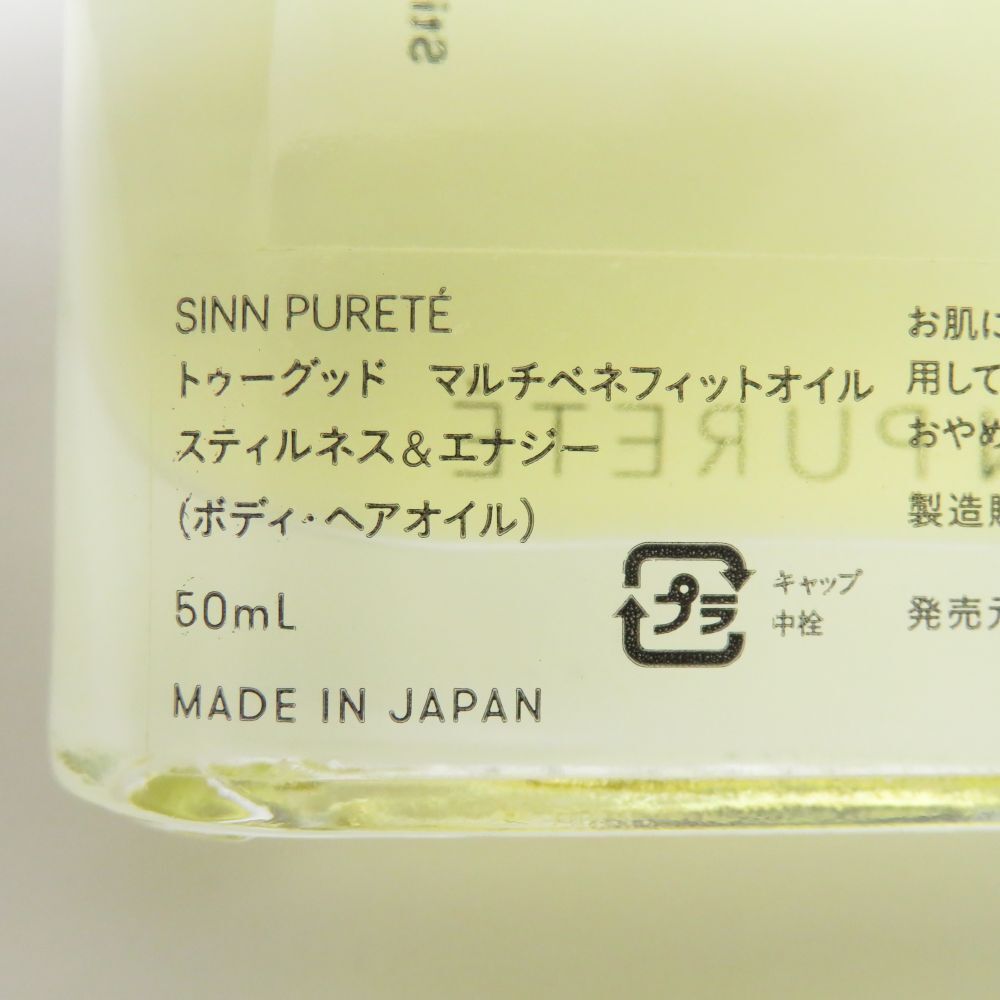 SINN PURETÉ
トゥーグッド　マルチベネフィットオイル
スティルネス＆エナジー
(ボディ・ヘアオイル)
50mL
プラ
キャップ
中栓
MADE IN JAPAN
お肌に
用して
おやめ
製造販
発売元
PURETE